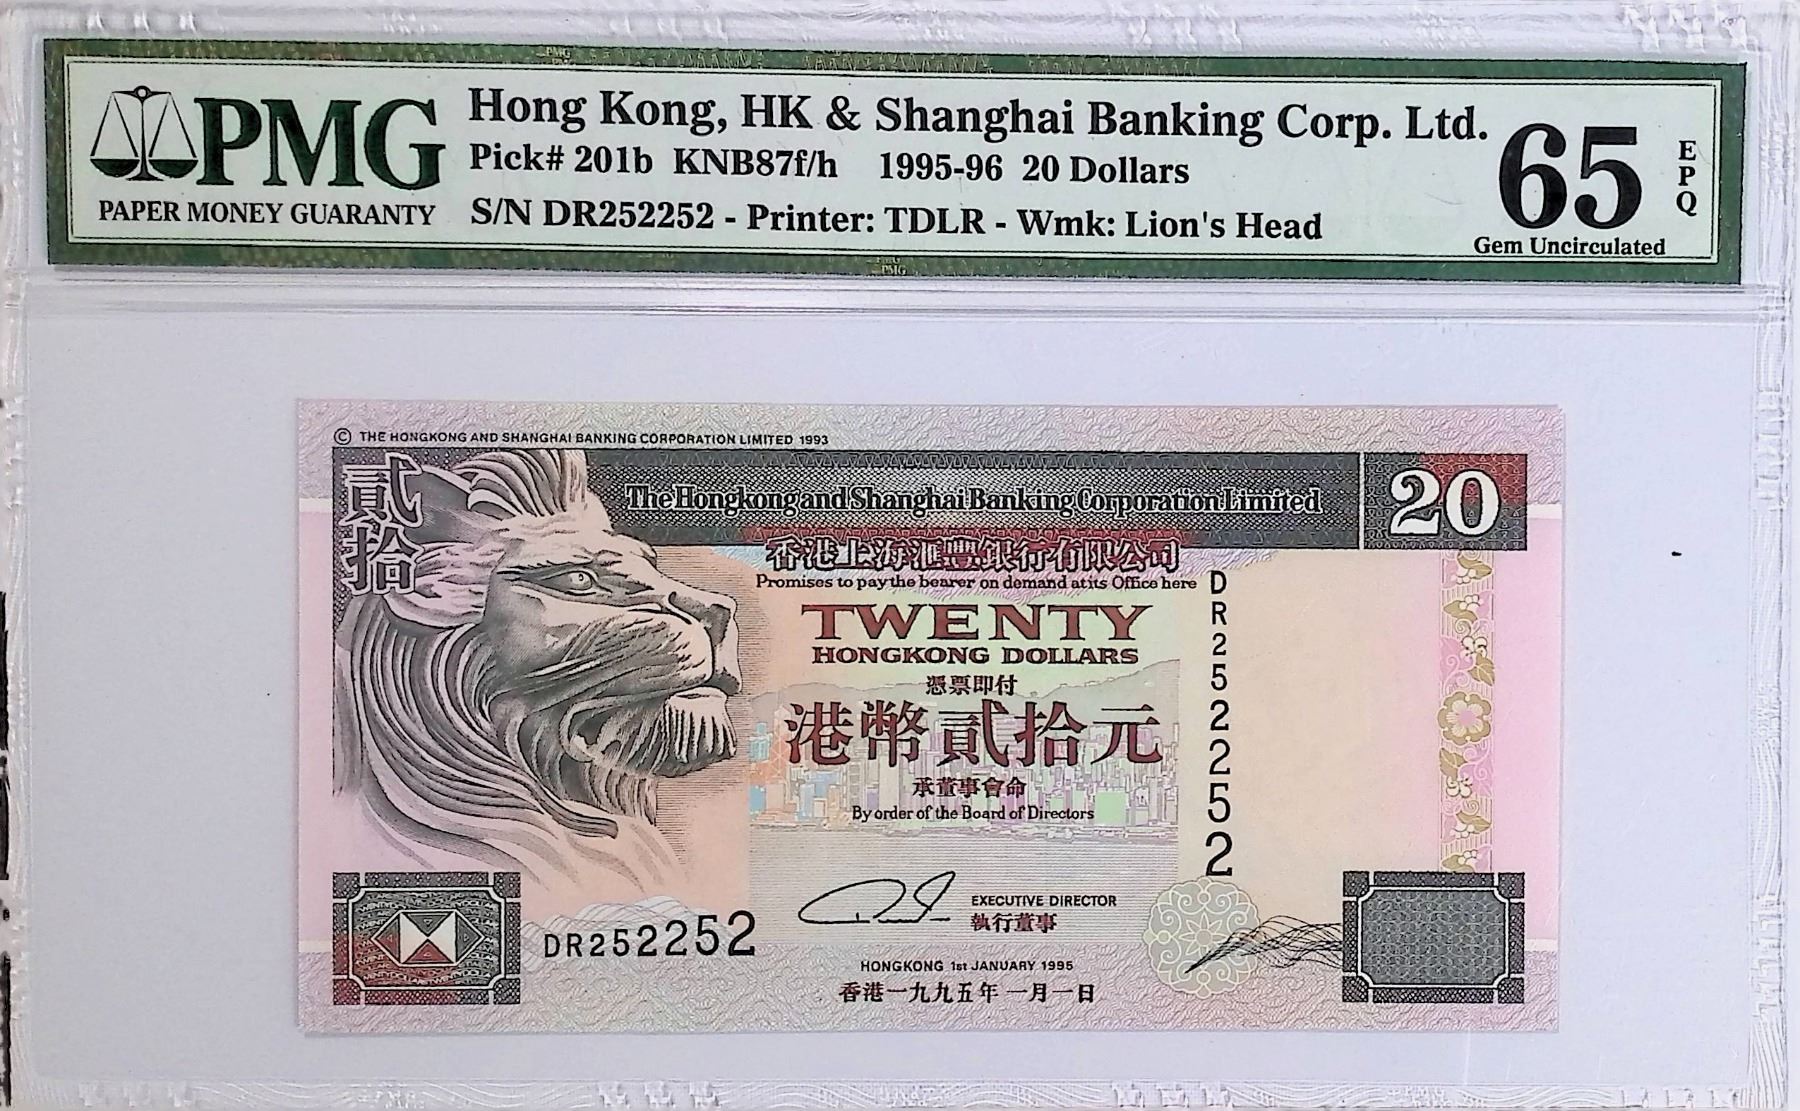 PMG
PAPER MONEY GUARANTY
Hong Kong, HK & Shanghai Banking Corp. Ltd.
Pick# 201b KNB87f/h 1995-96 20 Dollars
S/N DR252252 - Printer: TDLR - Wmk: Lion's Head
65
EPQ
Gem Uncirculated
PMG
PMG
© THE HONGKONG AND SHANGHAI BANKING CORPORATION LIMITED 1993
貳拾
The Hongkong and Shanghai Banking Corporation Limited
20
香港上海滙豐銀行有限公司
Promises to pay the bearer on demand at its Office here
DR252252
TWENTY
HONGKONG DOLLARS
憑票即付
港幣貳拾元
承董事會命
By order of the Board of Directors
EXECUTIVE DIRECTOR
執行董事
DR252252
HONGKONG 1st JANUARY 1995
香港一九九五年一月一日